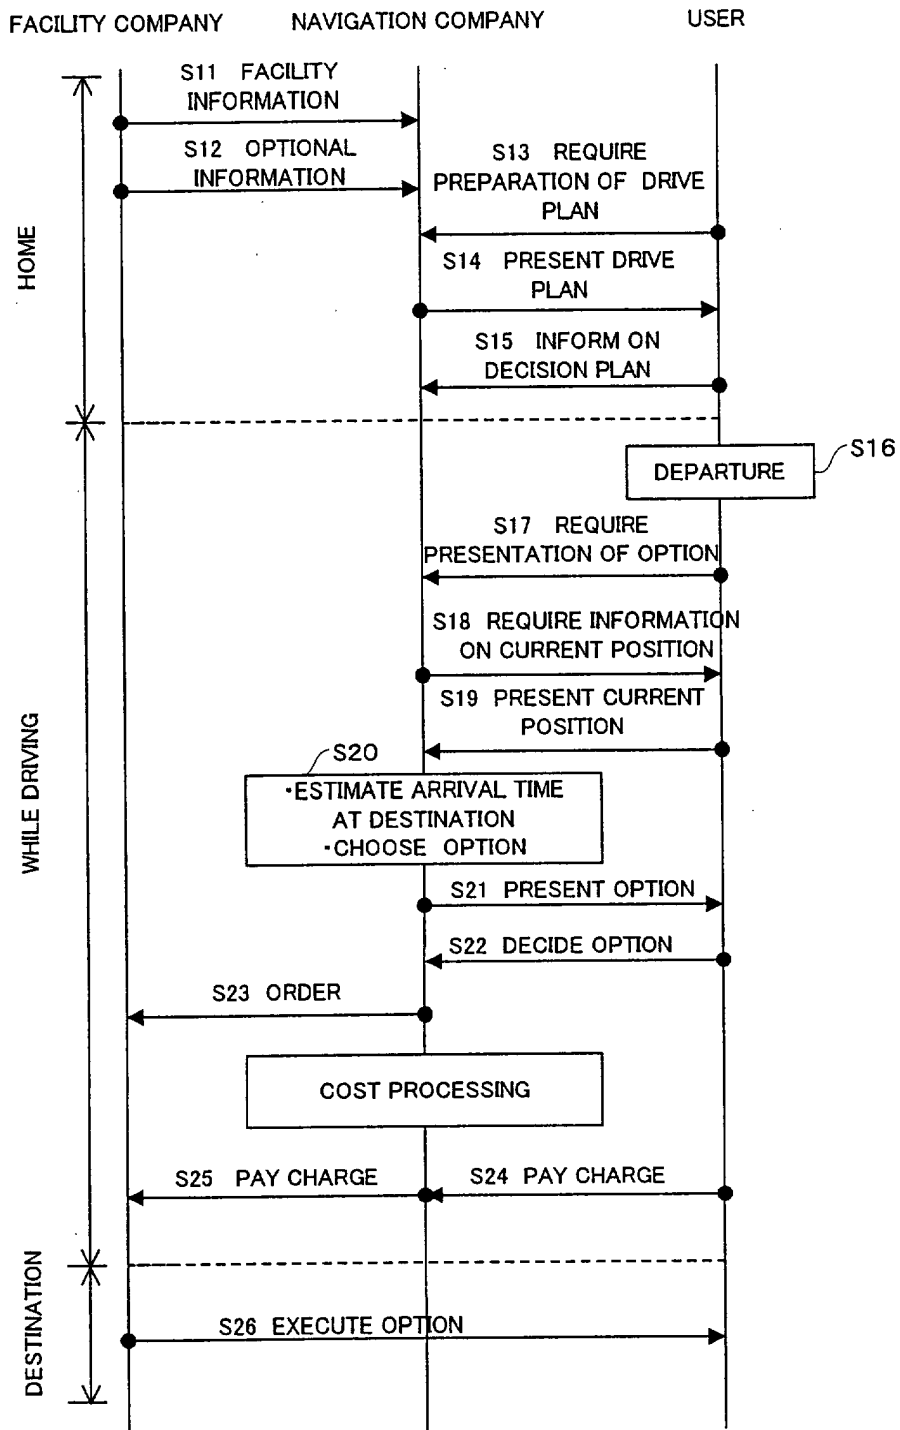 FACILITY COMPANY NAVIGATION COMPANY USER
S11 FACILITY
INFORMATION
S12 OPTIONAL
INFORMATION
S13 REQUIRE
PREPARATION OF DRIVE
PLAN
HOME
S14 PRESENT DRIVE
PLAN
S15 INFORM ON
DECISION PLAN
DEPARTURE
S16
S17 REQUIRE
PRESENTATION OF OPTION
S18 REQUIRE INFORMATION
ON CURRENT POSITION
S19 PRESENT CURRENT
POSITION
WHILE DRIVING
S20
・ESTIMATE ARRIVAL TIME
AT DESTINATION
・CHOOSE OPTION
S21 PRESENT OPTION
S22 DECIDE OPTION
S23 ORDER
COST PROCESSING
S25 PAY CHARGE
S24 PAY CHARGE
DESTINATION
S26 EXECUTE OPTION